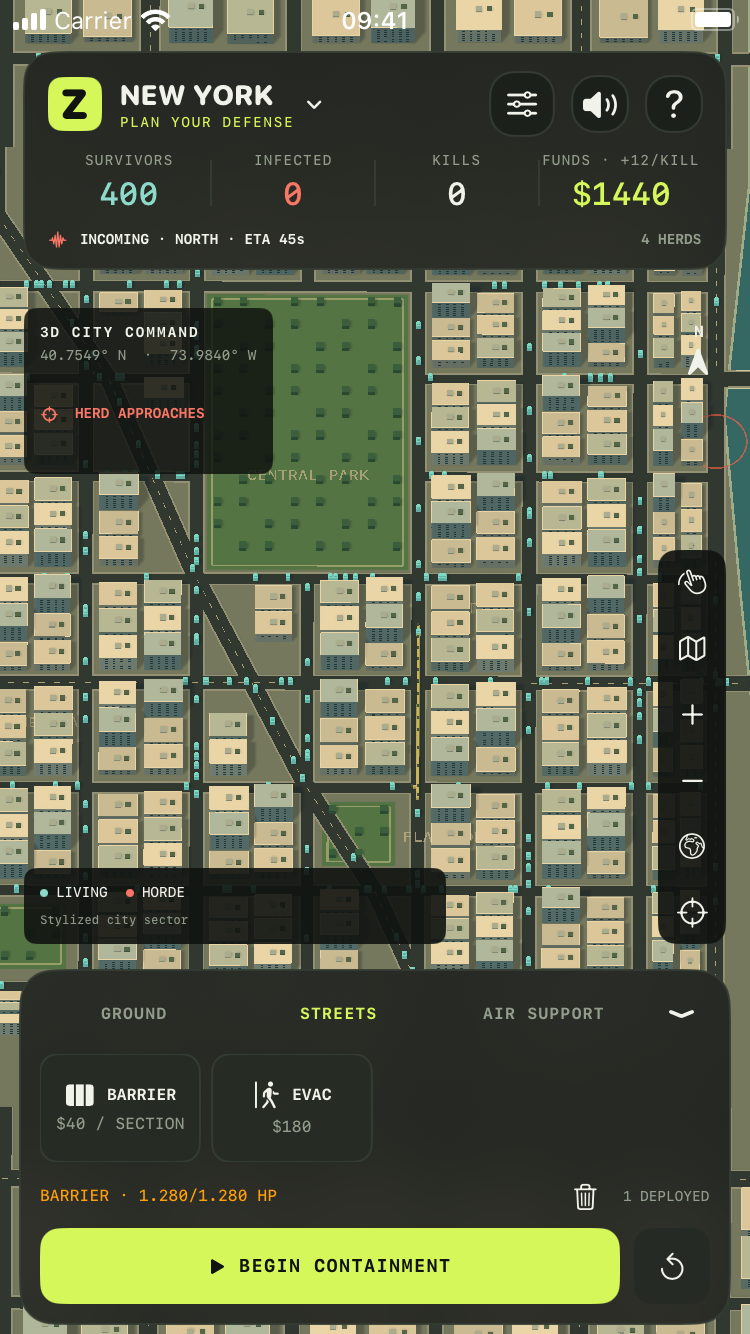 Carrier 09:41
Z NEW YORK
PLAN YOUR DEFENSE
?
SURVIVORS INFECTED KILLS FUNDS · +12/KILL
400 0 0 $1440
INCOMING · NORTH · ETA 45s 4 HERDS
3D CITY COMMAND
40.7549° N · 73.9840° W
HERD APPROACHES
N
CENTRAL PARK
LIVING HORDE
Stylized city sector
GROUND STREETS AIR SUPPORT
BARRIER EVAC
$40 / SECTION $180
BARRIER · 1.280/1.280 HP 1 DEPLOYED
BEGIN CONTAINMENT